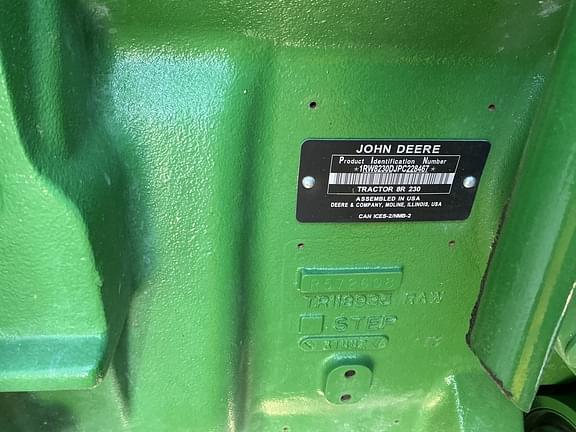 JOHN DEERE
Product Identification Number
*1RW8230DJPC228467*
TRACTOR 8R 230
ASSEMBLED IN USA
DEERE & COMPANY, MOLINE, ILLINOIS, USA
CAN ICES-2/NMB-2
RAW
STEP